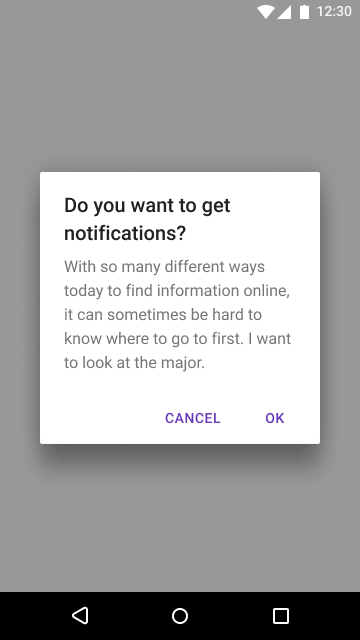 12:30
Do you want to get
notifications?
With so many different ways
today to find information online,
it can sometimes be hard to
know where to go to first. I want
to look at the major.
CANCEL OK